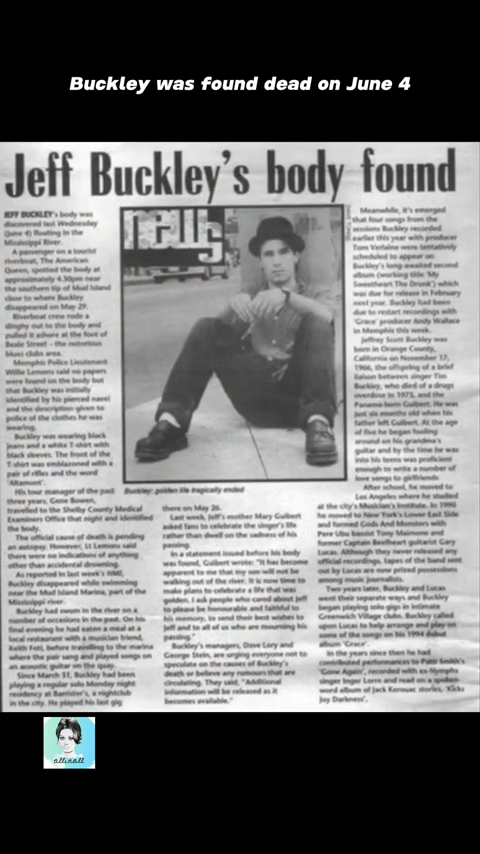 Buckley was found dead on June 4
Jeff Buckley's body found
JEFF BUCKLEY's body was
discovered last Wednesday
(June 4) floating in the
Mississippi River.
A passenger on a tourist
riverboat, The American
Queen, spotted the body at
approximately 4.30pm near
the southern tip of Mud Island
close to where Buckley
disappeared on May 29.
Riverboat crew rode a
dinghy out to the body and
pulled it ashore at the foot of
Beale Street – the notorious
blues clubs area.
Memphis Police Lieutenant
Willie Lemons said no papers
were found on the body but
that Buckley was initially
identified by his pierced navel
and the description given to
police of the clothes he was
wearing.
Buckley was wearing black
jeans and a white T-shirt with
black sleeves. The front of the
T-shirt was emblazoned with a
pair of rifles and the word
'Altamont'.
His tour manager of the past
three years, Gene Bowen,
travelled to the Shelby County Medical
Examiners Office that night and identified
the body.
The official cause of death is pending
an autopsy. However, Lt Lemons said
there were no indications of anything
other than accidental drowning.
As reported in last week's NME,
Buckley disappeared while swimming
near the Mud Island Marina, part of the
Mississippi river.
Buckley had swum in the river on a
number of occasions in the past. On his
final evening he had eaten a meal at a
local restaurant with a musician friend,
Keith Foti, before travelling to the marina
where the pair sang and played songs on
an acoustic guitar on the quay.
Since March 31, Buckley had been
playing a regular solo Monday night
residency at Barrister's, a nightclub
in the city. He played his last gig
news
Buckley: golden life tragically ended
there on May 26.
Last week, Jeff's mother Mary Guibert
asked fans to celebrate the singer's life
rather than dwell on the sadness of his
passing.
In a statement issued before his body
was found, Guibert wrote: "It has become
apparent to me that my son will not be
walking out of the river. It is now time to
make plans to celebrate a life that was
golden. I ask people who cared about Jeff
to please be honourable and faithful to
his memory, to send their best wishes to
Jeff and to all of us who are mourning his
passing."
Buckley's managers, Dave Lory and
George Stein, are urging everyone not to
speculate on the causes of Buckley's
death or believe any rumours that are
circulating. They said, "Additional
information will be released as it
becomes available."
Meanwhile, it's emerged
that four songs from the
sessions Buckley recorded
earlier this year with producer
Tom Verlaine were tentatively
scheduled to appear on
Buckley's long-awaited second
album (working title 'My
Sweetheart The Drunk') which
was due for release in February
next year. Buckley had been
due to restart recordings with
'Grace' producer Andy Wallace
in Memphis this week.
Jeffrey Scott Buckley was
born in Orange County,
California on November 17,
1966, the offspring of a brief
liaison between singer Tim
Buckley, who died of a drugs
overdose in 1975, and the
Panama-born Guibert. He was
just six months old when his
father left Guibert. At the age
of five he began fooling
around on his grandma's
guitar and by the time he was
into his teens was proficient
enough to write a number of
love songs to girlfriends
After school, he moved to
Los Angeles where he studied
at the city's Musician's Institute. In 1990
he moved to New York's Lower East Side
and formed Gods And Monsters with
Pere Ubu bassist Tony Maimone and
former Captain Beefheart guitarist Gary
Lucas. Although they never released any
official recordings, tapes of the band sent
out by Lucas are now prized possessions
among music journalists.
Two years later, Buckley and Lucas
went their separate ways and Buckley
began playing solo gigs in intimate
Greenwich Village clubs. Buckley called
upon Lucas to help arrange and play on
some of the songs on his 1994 debut
album 'Grace'.
In the years since then he had
contributed performances to Patti Smith's
'Gone Again', recorded with ex-Nymphs
singer Inger Lorre and read on a spoken-
word album of Jack Kerouac stories, 'Kicks
Joy Darkness'.
allinall